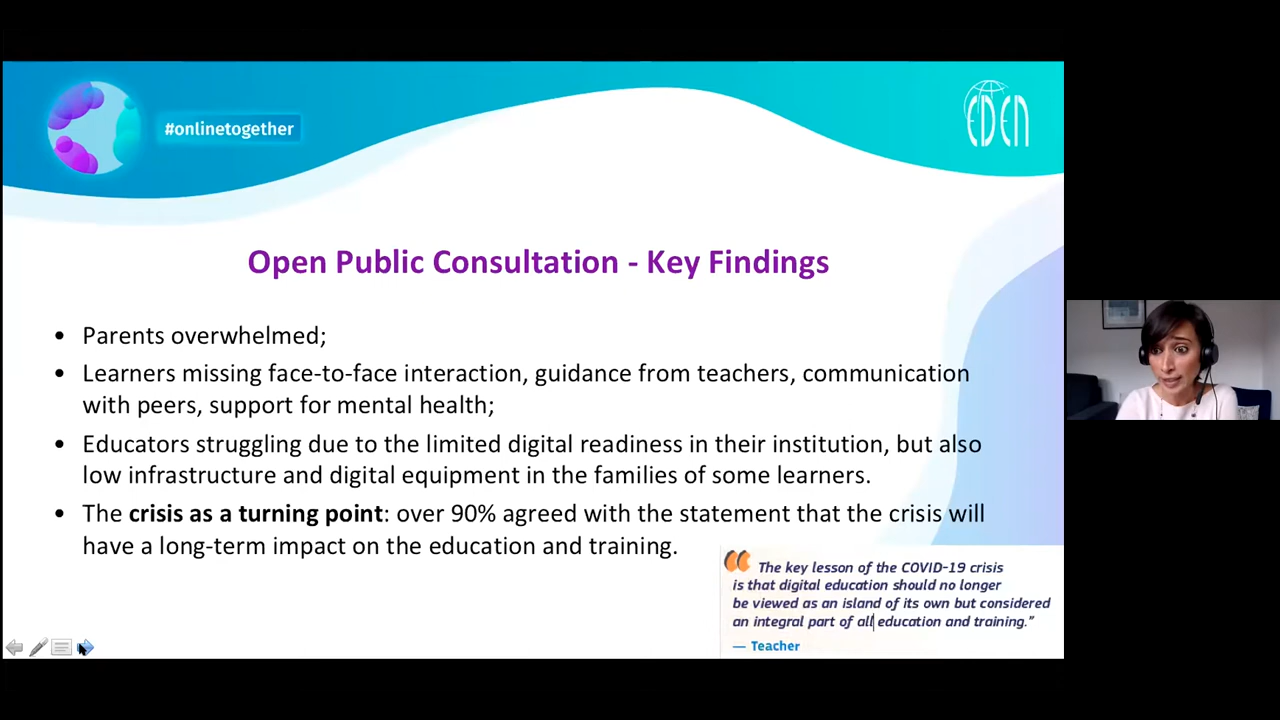 #onlinetogether
EDEN
Open Public Consultation - Key Findings
• Parents overwhelmed;
• Learners missing face-to-face interaction, guidance from teachers, communication
with peers, support for mental health;
• Educators struggling due to the limited digital readiness in their institution, but also
low infrastructure and digital equipment in the families of some learners.
• The crisis as a turning point: over 90% agreed with the statement that the crisis will
have a long-term impact on the education and training.
“ The key lesson of the COVID-19 crisis
is that digital education should no longer
be viewed as an island of its own but considered
an integral part of all education and training.”
— Teacher